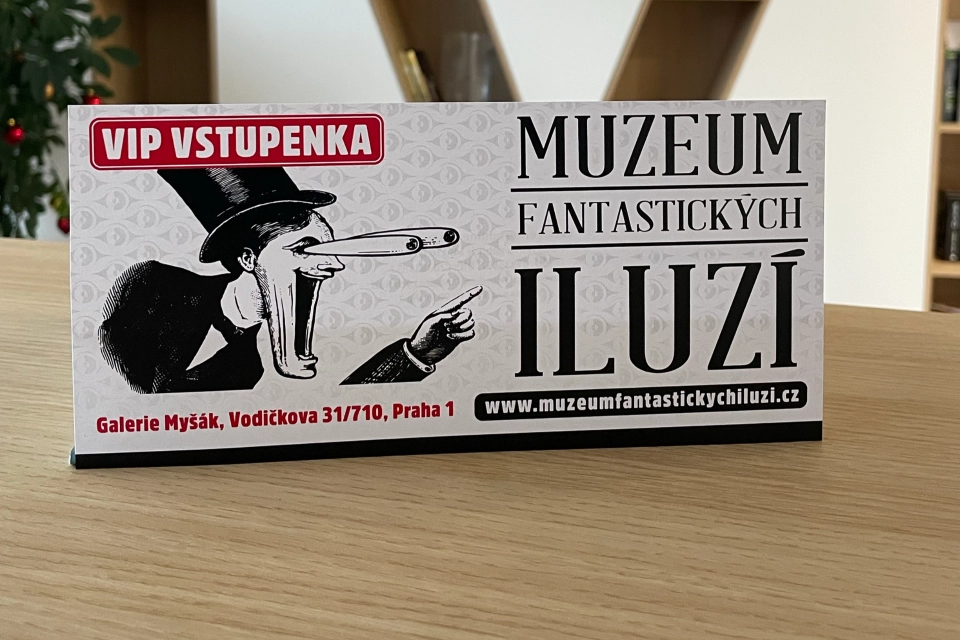 VIP VSTUPENKA
MUZEUM
FANTASTICKÝCH
ILUZÍ
www.muzeumfantastickychiluzi.cz
Galerie Myšák, Vodičkova 31/710, Praha 1